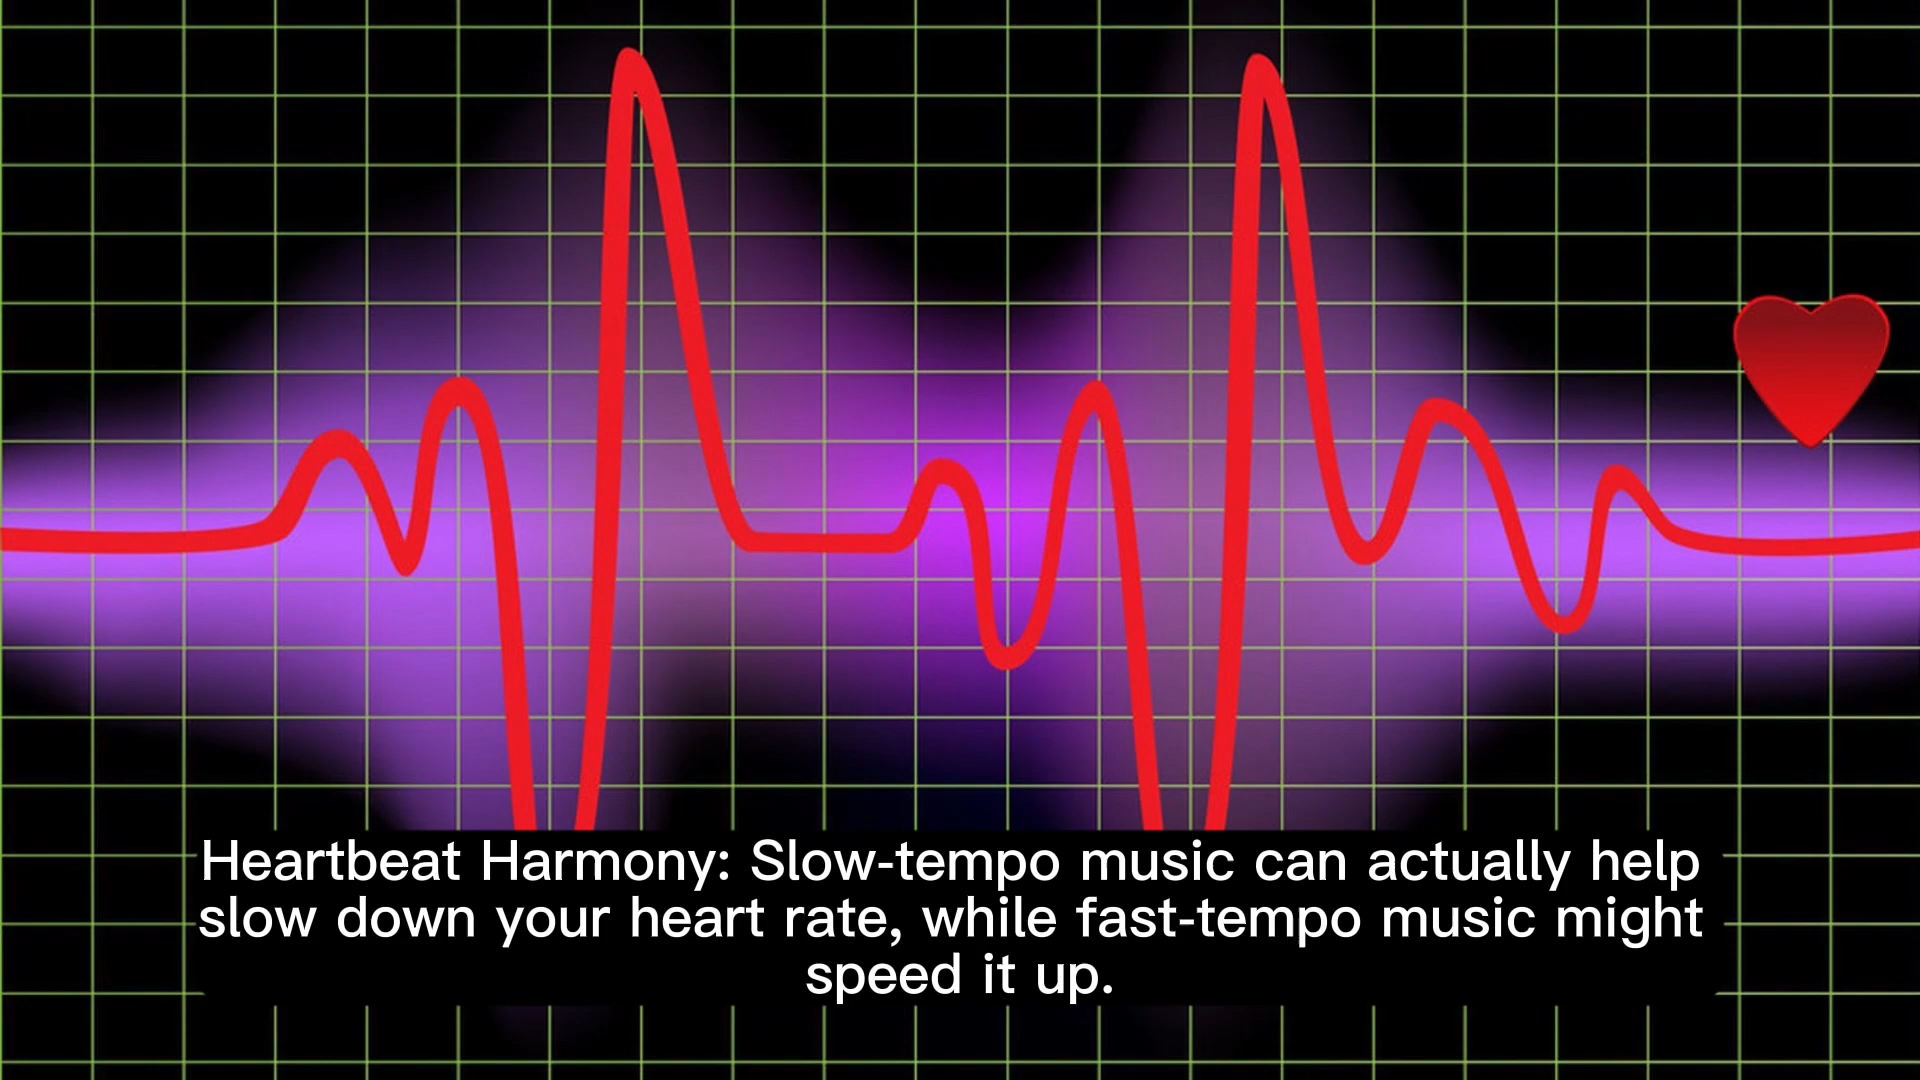 Heartbeat Harmony: Slow-tempo music can actually help
slow down your heart rate, while fast-tempo music might
speed it up.